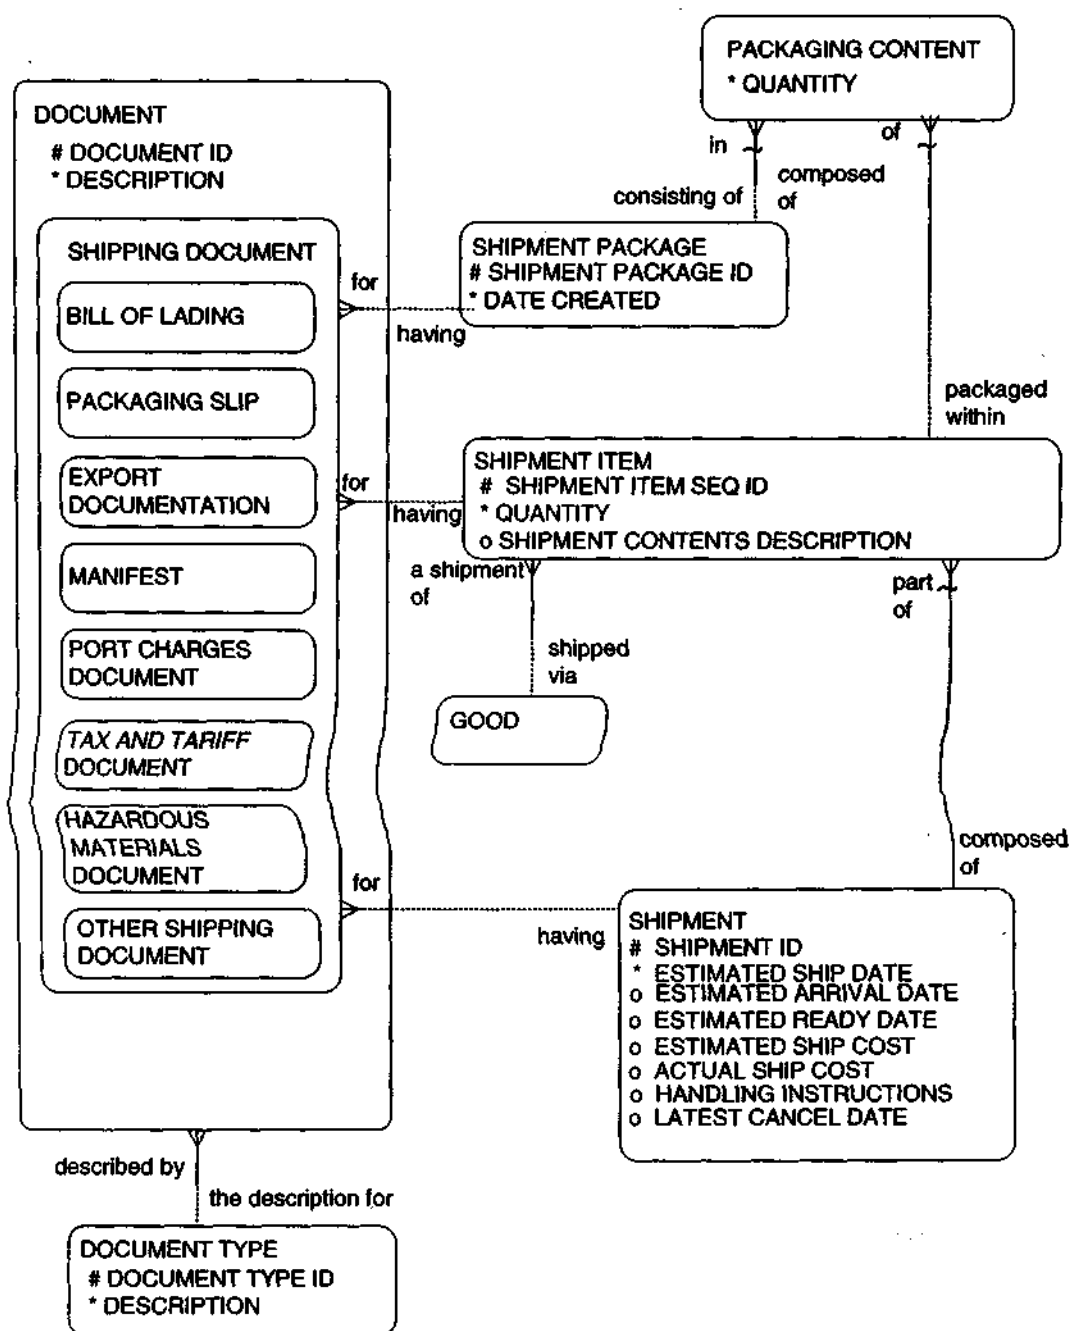 PACKAGING CONTENT
* QUANTITY
in
of
consisting of
composed
of
DOCUMENT
# DOCUMENT ID
* DESCRIPTION
SHIPPING DOCUMENT
BILL OF LADING
PACKAGING SLIP
EXPORT
DOCUMENTATION
MANIFEST
PORT CHARGES
DOCUMENT
TAX AND TARIFF
DOCUMENT
HAZARDOUS
MATERIALS
DOCUMENT
OTHER SHIPPING
DOCUMENT
for
having
SHIPMENT PACKAGE
# SHIPMENT PACKAGE ID
* DATE CREATED
packaged
within
for
having
SHIPMENT ITEM
# SHIPMENT ITEM SEQ ID
* QUANTITY
o SHIPMENT CONTENTS DESCRIPTION
a shipment
of
part
of
shipped
via
GOOD
composed
of
for
having
SHIPMENT
# SHIPMENT ID
* ESTIMATED SHIP DATE
o ESTIMATED ARRIVAL DATE
o ESTIMATED READY DATE
o ESTIMATED SHIP COST
o ACTUAL SHIP COST
o HANDLING INSTRUCTIONS
o LATEST CANCEL DATE
described by
the description for
DOCUMENT TYPE
# DOCUMENT TYPE ID
* DESCRIPTION